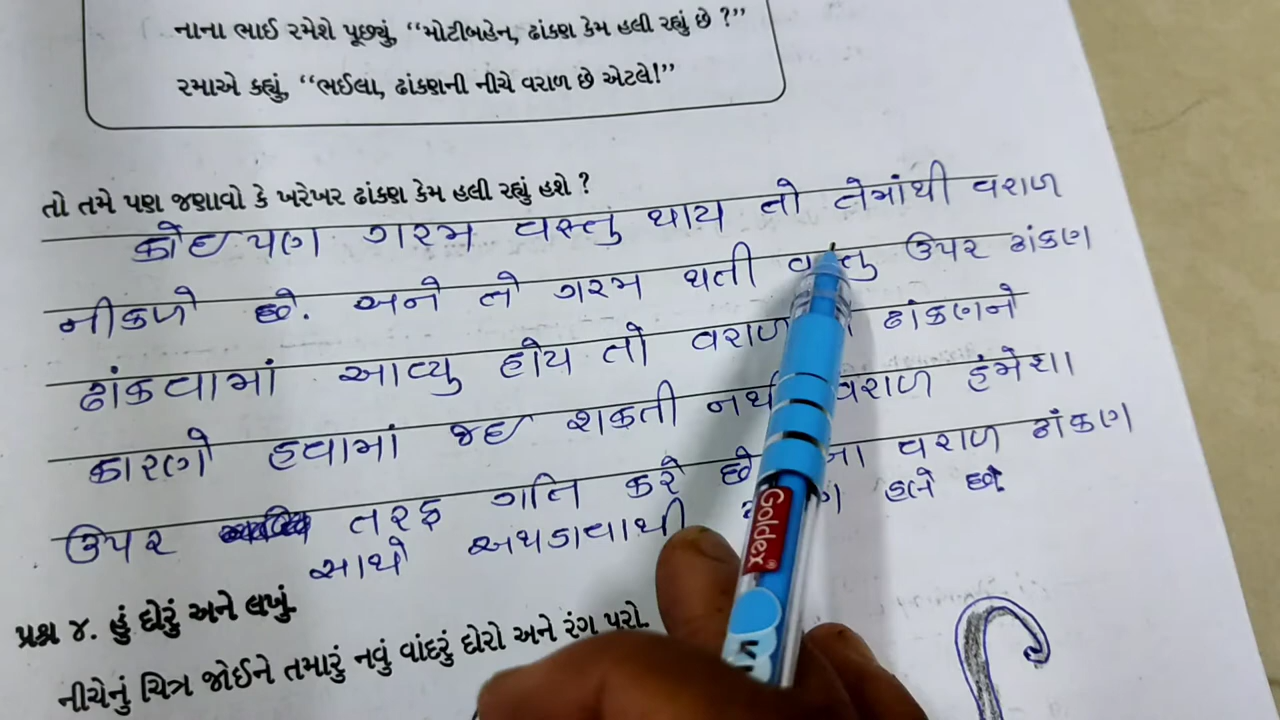 નાના ભાઈ રમેશે પૂછ્યું, “મોટીબહેન, ઢાંકણ કેમ હલી રહ્યું છે ?”
રમાએ કહ્યું, “ભઈલા, ઢાંકણની નીચે વરાળ છે એટલે!”
તો તમે પણ જણાવો કે ખરેખર ઢાંકણ કેમ હલી રહ્યું હશે ?
કોઇ પણ ગરમ વસ્તુ થાય તો તેમાંથી વરાળ
નીકળે છે. અને તે ગરમ થતી વસ્તુ ઉપર ઢાંકણ
ઢાંકવામાં આવ્યુ હોય તો વરાળ ઢાંકણને
કારણે હવામાં જઇ શકતી નથી વરાળ હંમેશા
ઉપર તરફ ગતિ કરે છે વરાળ ઢાંકણ
સાથે અથડાવાથી હલે છે.
પ્રશ્ન ૪. હું દોરું અને લખું.
નીચેનું ચિત્ર જોઈને તમારું નવું વાંદરું દોરો અને રંગ પૂરો.
Goldex